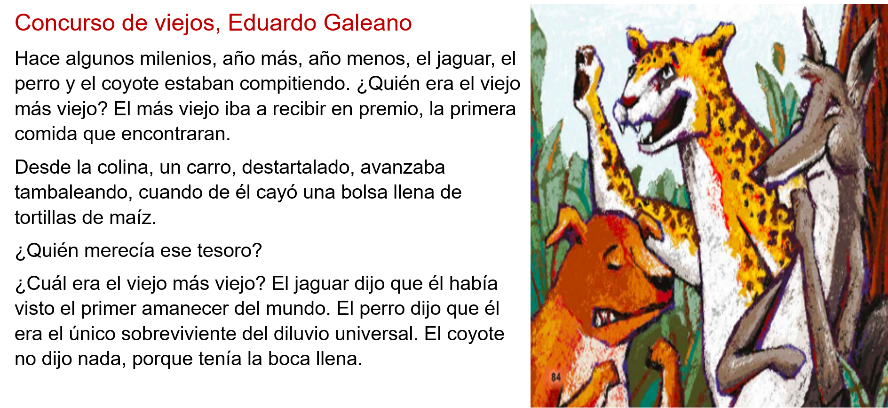 Concurso de viejos, Eduardo Galeano
Hace algunos milenios, año más, año menos, el jaguar, el
perro y el coyote estaban compitiendo. ¿Quién era el viejo
más viejo? El más viejo iba a recibir en premio, la primera
comida que encontraran.
Desde la colina, un carro, destartalado, avanzaba
tambaleando, cuando de él cayó una bolsa llena de
tortillas de maíz.
¿Quién merecía ese tesoro?
¿Cuál era el viejo más viejo? El jaguar dijo que él había
visto el primer amanecer del mundo. El perro dijo que él
era el único sobreviviente del diluvio universal. El coyote
no dijo nada, porque tenía la boca llena.
84